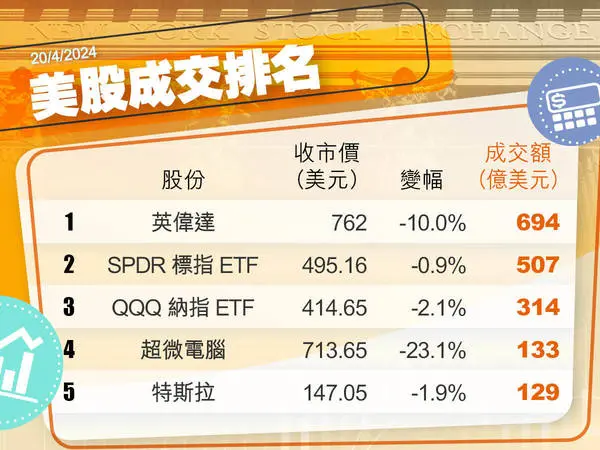 NEW YORK STOCK EXCHANGE
20/4/2024
美股成交排名
$
股份 收市價 (美元) 變幅 成交額 (億美元)
1 英偉達 762 -10.0% 694
2 SPDR 標指 ETF 495.16 -0.9% 507
3 QQQ 納指 ETF 414.65 -2.1% 314
4 超微電腦 713.65 -23.1% 133
5 特斯拉 147.05 -1.9% 129